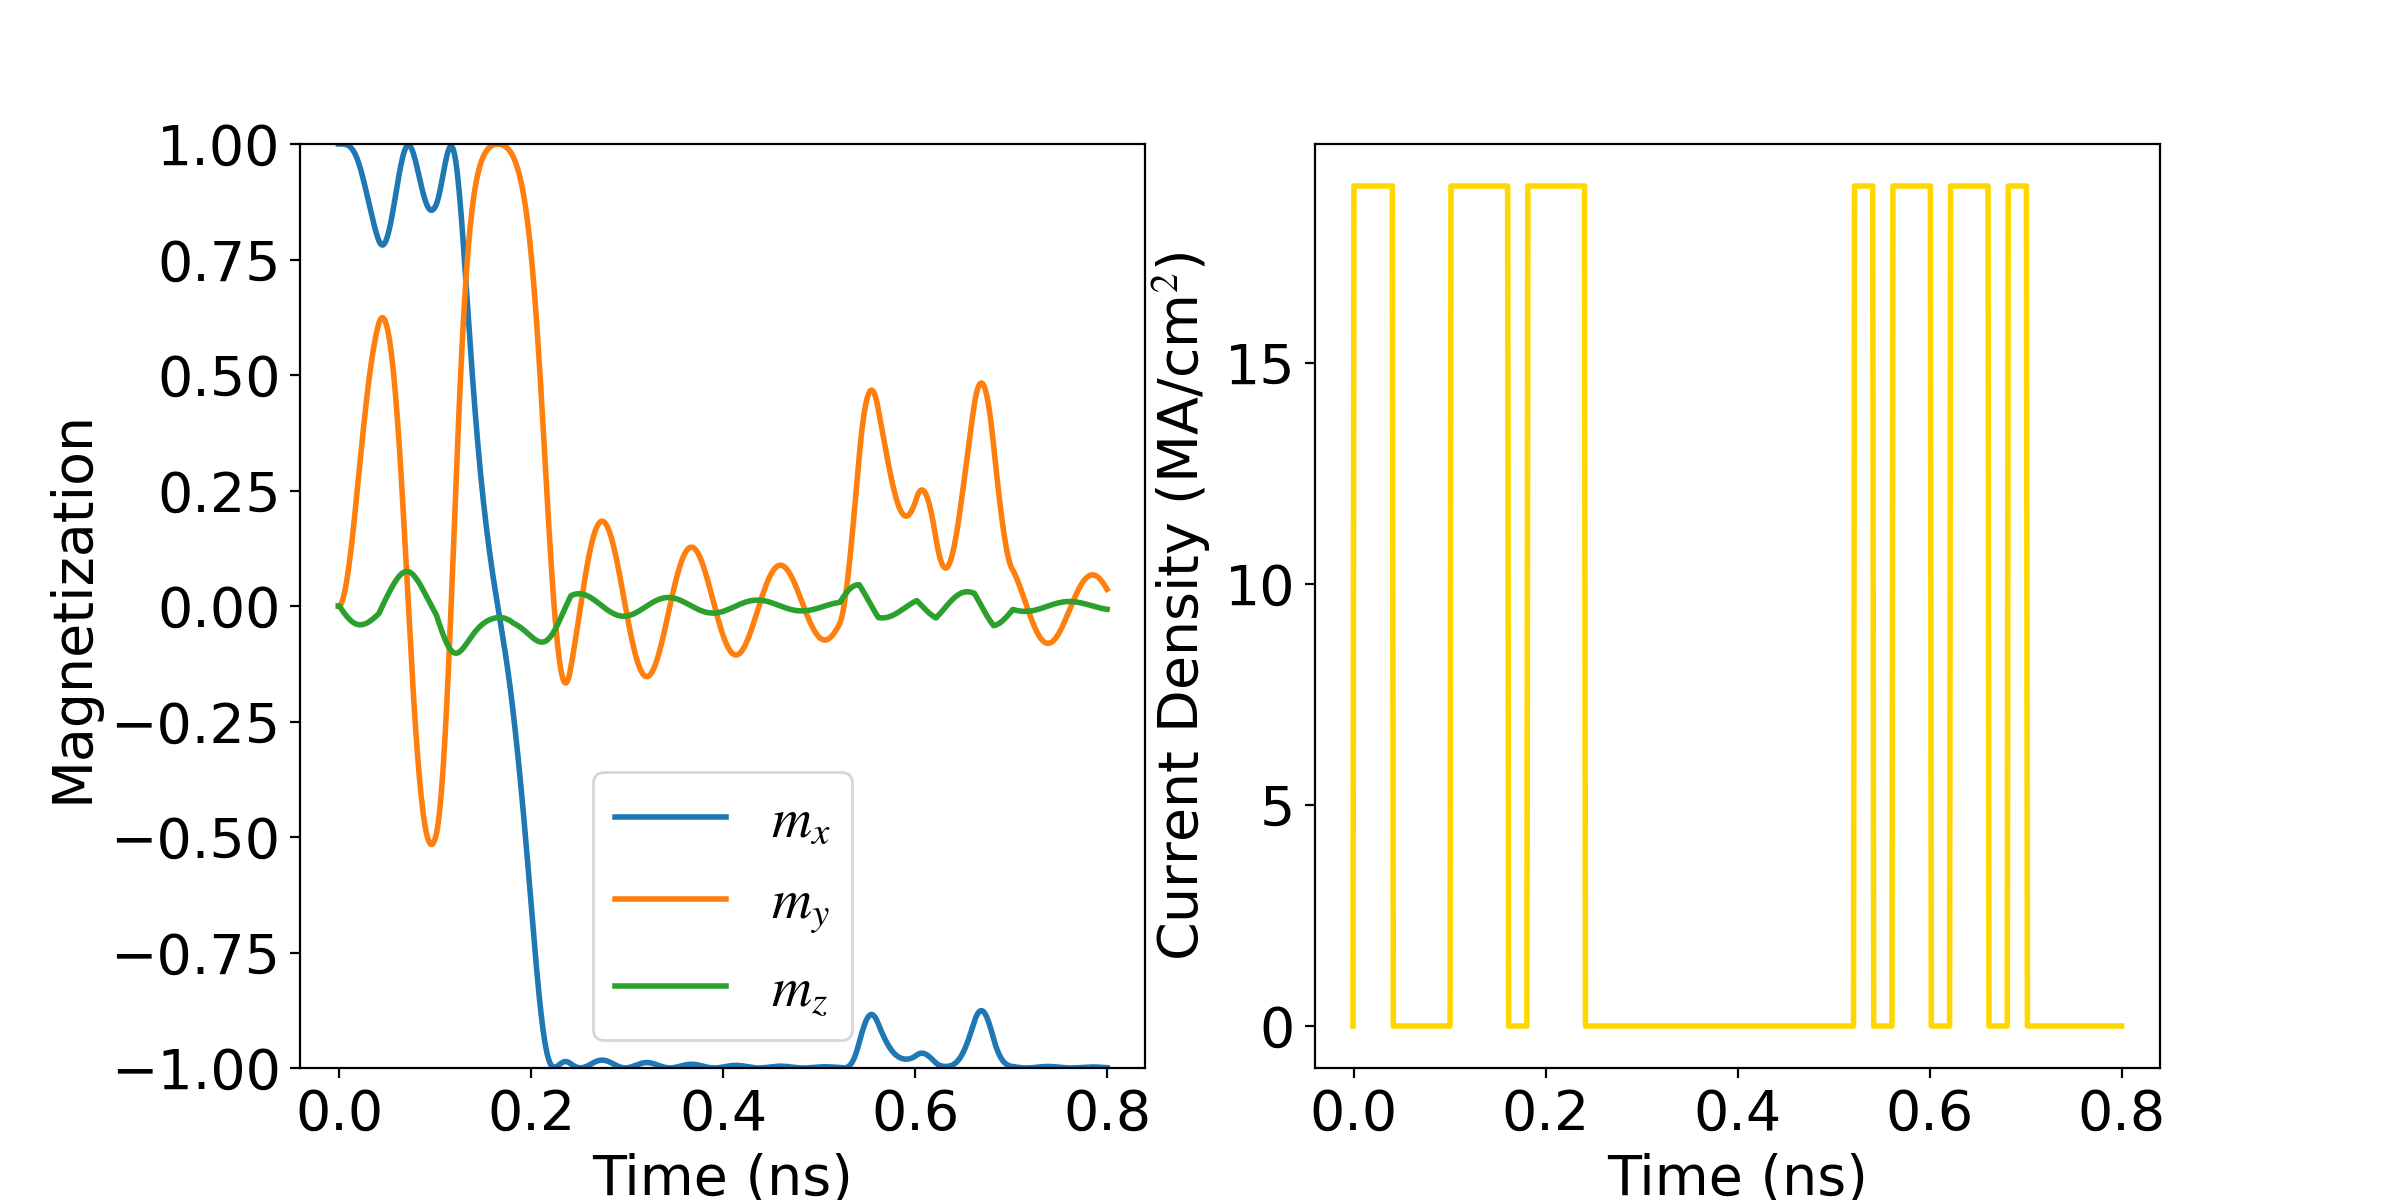 Magnetization
1.00
0.75
0.50
0.25
0.00
−0.25
−0.50
−0.75
−1.00
0.0 0.2 0.4 0.6 0.8
Time (ns)
m_x
m_y
m_z
Current Density (MA/cm²)
15
10
5
0
0.0 0.2 0.4 0.6 0.8
Time (ns)